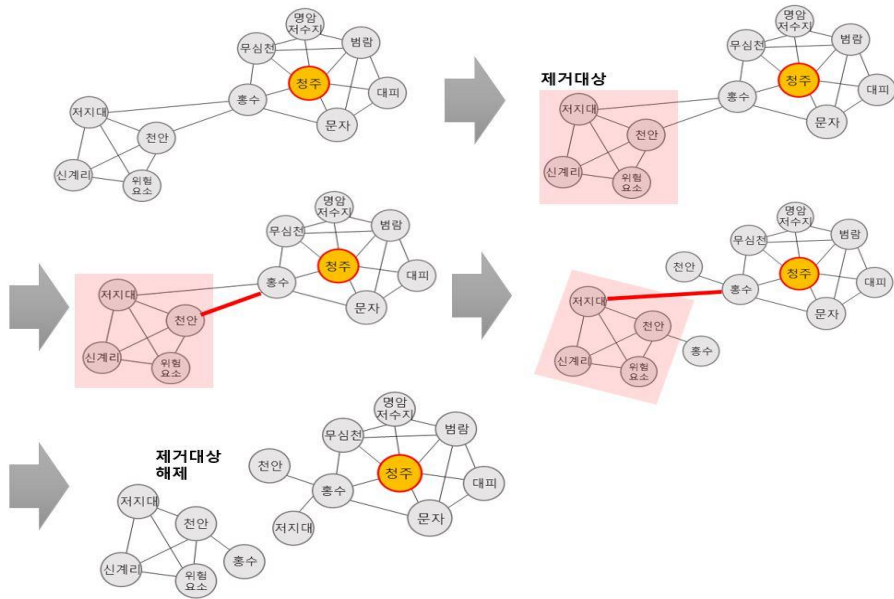 명암
저수지
무심천
범람
청주
대피
홍수
문자
저지대
천안
신계리
위험
요소
제거대상
명암
저수지
무심천
범람
청주
대피
홍수
문자
저지대
천안
신계리
위험
요소
명암
저수지
무심천
범람
청주
대피
홍수
문자
저지대
천안
신계리
위험
요소
명암
저수지
무심천
범람
천안
청주
대피
홍수
문자
저지대
천안
홍수
신계리
위험
요소
제거대상
해제
명암
저수지
무심천
범람
천안
청주
대피
홍수
문자
저지대
저지대
천안
홍수
신계리
위험
요소